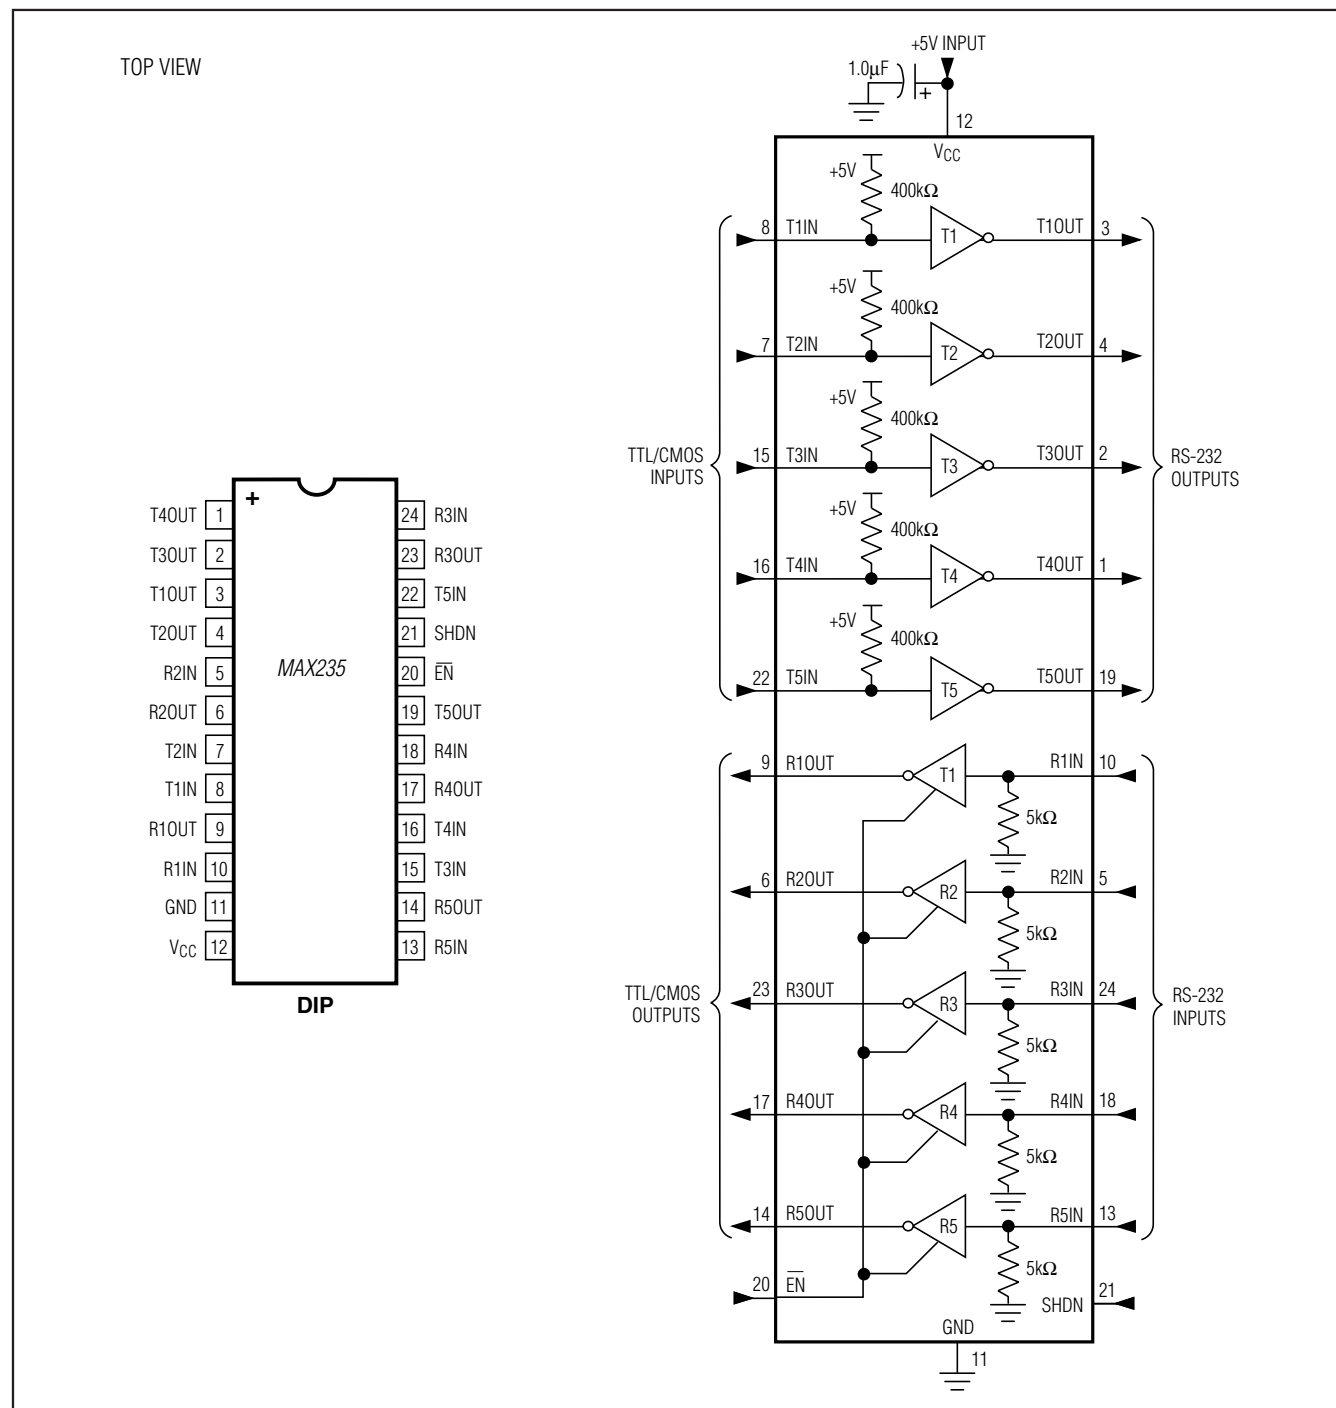 TOP VIEW
+5V INPUT
1.0μF
+
12
VCC
+5V
400kΩ
8 T1IN T1 T1OUT 3
+5V
400kΩ
7 T2IN T2 T2OUT 4
+5V
400kΩ
TTL/CMOS
INPUTS
15 T3IN T3 T3OUT 2
RS-232
OUTPUTS
+5V
400kΩ
16 T4IN T4 T4OUT 1
+5V
400kΩ
22 T5IN T5 T5OUT 19
9 R1OUT T1 R1IN 10
5kΩ
6 R2OUT R2 R2IN 5
5kΩ
TTL/CMOS
OUTPUTS
23 R3OUT R3 R3IN 24
RS-232
INPUTS
5kΩ
17 R4OUT R4 R4IN 18
5kΩ
14 R5OUT R5 R5IN 13
5kΩ
20 E̅N̅
SHDN 21
GND
11
+
T4OUT 1 24 R3IN
T3OUT 2 23 R3OUT
T1OUT 3 22 T5IN
T2OUT 4 21 SHDN
MAX235
R2IN 5 20 E̅N̅
R2OUT 6 19 T5OUT
T2IN 7 18 R4IN
T1IN 8 17 R4OUT
R1OUT 9 16 T4IN
R1IN 10 15 T3IN
GND 11 14 R5OUT
VCC 12 13 R5IN
DIP